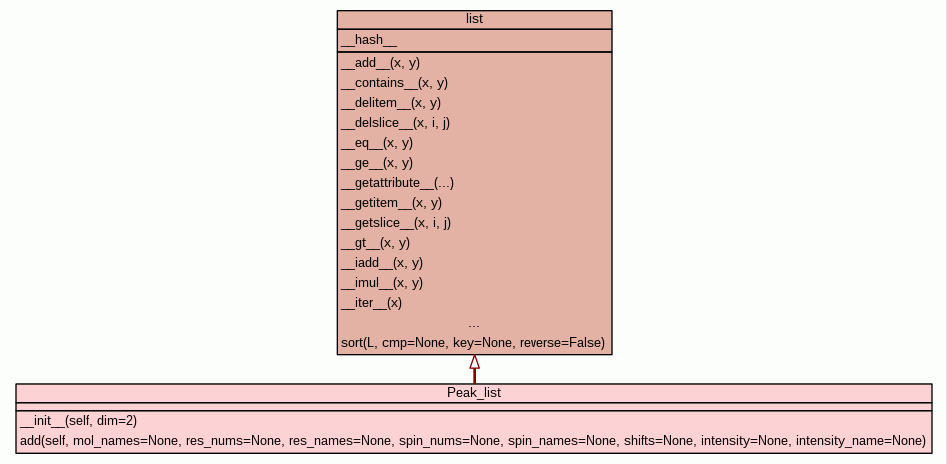 list
__hash__
__add__(x, y)
__contains__(x, y)
__delitem__(x, y)
__delslice__(x, i, j)
__eq__(x, y)
__ge__(x, y)
__getattribute__(...)
__getitem__(x, y)
__getslice__(x, i, j)
__gt__(x, y)
__iadd__(x, y)
__imul__(x, y)
__iter__(x)
...
sort(L, cmp=None, key=None, reverse=False)
Peak_list
__init__(self, dim=2)
add(self, mol_names=None, res_nums=None, res_names=None, spin_nums=None, spin_names=None, shifts=None, intensity=None, intensity_name=None)